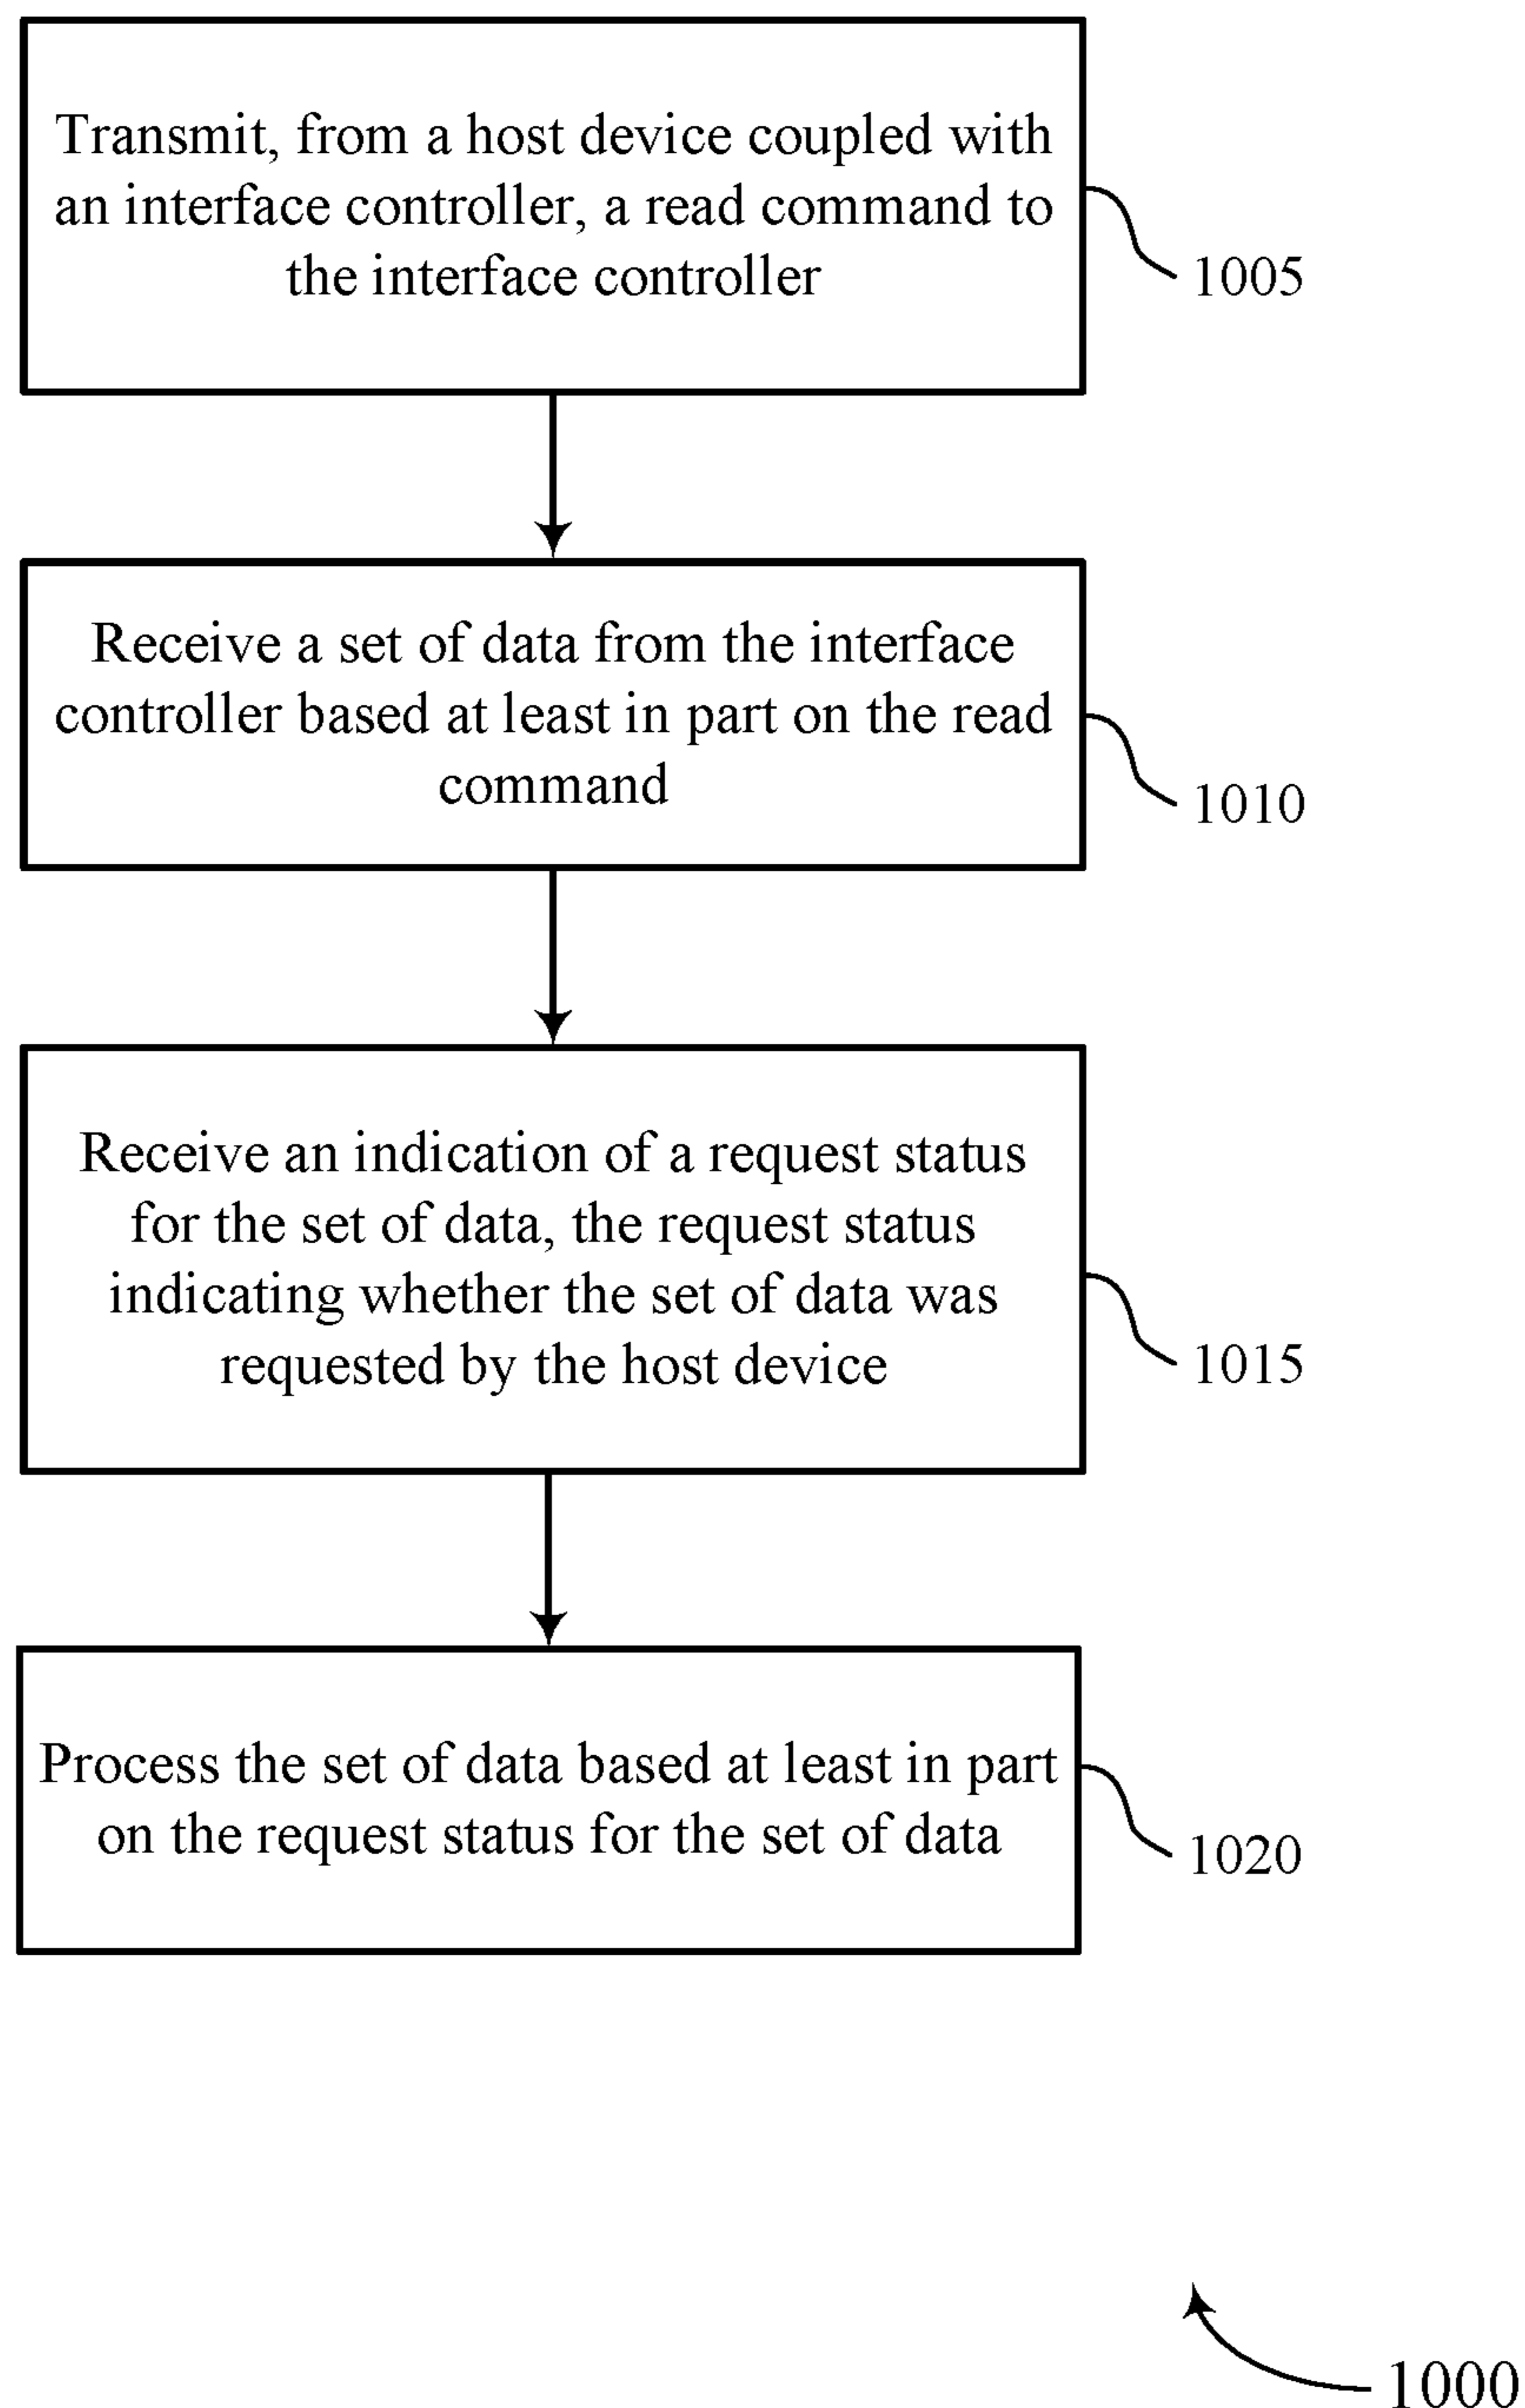 Transmit, from a host device coupled with
an interface controller, a read command to
the interface controller
1005
Receive a set of data from the interface
controller based at least in part on the read
command
1010
Receive an indication of a request status
for the set of data, the request status
indicating whether the set of data was
requested by the host device
1015
Process the set of data based at least in part
on the request status for the set of data
1020
1000